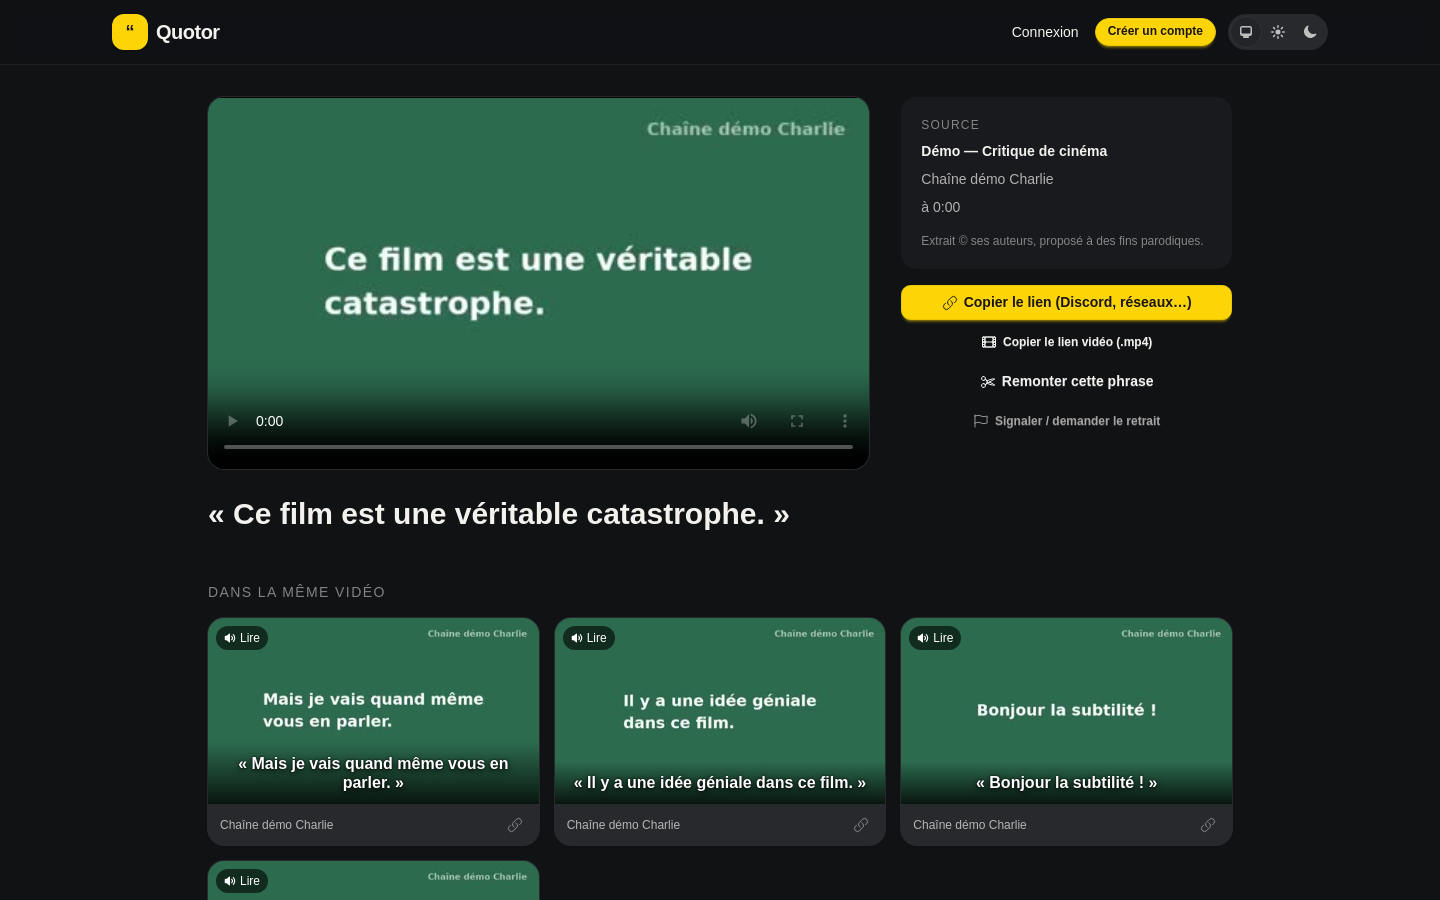 “ Quotor
Connexion
Créer un compte
Chaîne démo Charlie
Ce film est une véritable
catastrophe.
0:00
SOURCE
Démo — Critique de cinéma
Chaîne démo Charlie
à 0:00
Extrait © ses auteurs, proposé à des fins parodiques.
Copier le lien (Discord, réseaux…)
Copier le lien vidéo (.mp4)
Remonter cette phrase
Signaler / demander le retrait
« Ce film est une véritable catastrophe. »
DANS LA MÊME VIDÉO
Lire
Chaîne démo Charlie
Mais je vais quand même
vous en parler.
« Mais je vais quand même vous en
parler. »
Chaîne démo Charlie
Lire
Chaîne démo Charlie
Il y a une idée géniale
dans ce film.
« Il y a une idée géniale dans ce film. »
Chaîne démo Charlie
Lire
Chaîne démo Charlie
Bonjour la subtilité !
« Bonjour la subtilité ! »
Chaîne démo Charlie
Lire
Chaîne démo Charlie